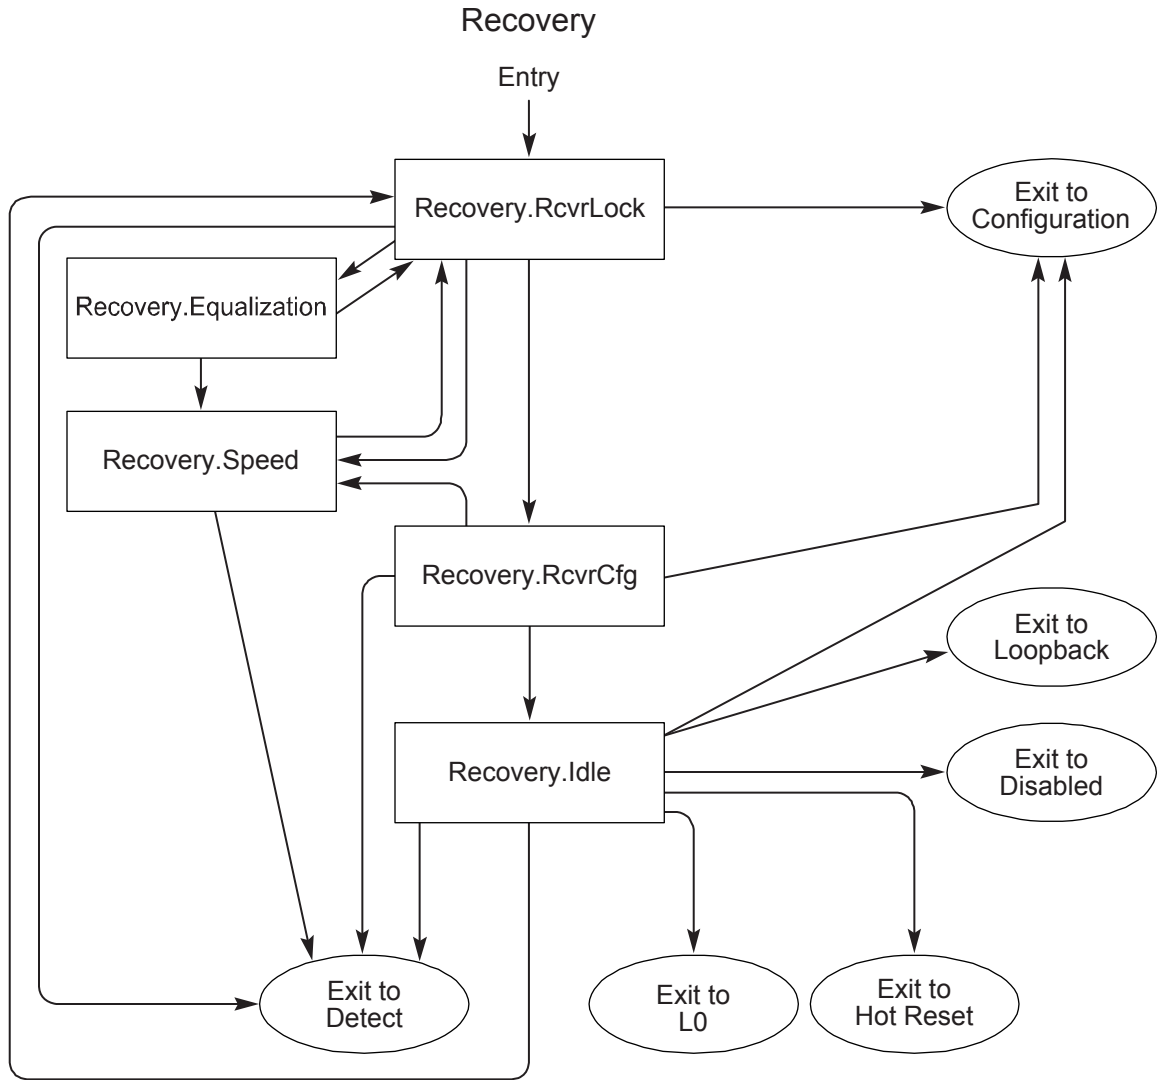 Recovery
Entry
Recovery.RcvrLock
Exit to
Configuration
Recovery.Equalization
Recovery.Speed
Recovery.RcvrCfg
Exit to
Loopback
Recovery.Idle
Exit to
Disabled
Exit to
Detect
Exit to
L0
Exit to
Hot Reset